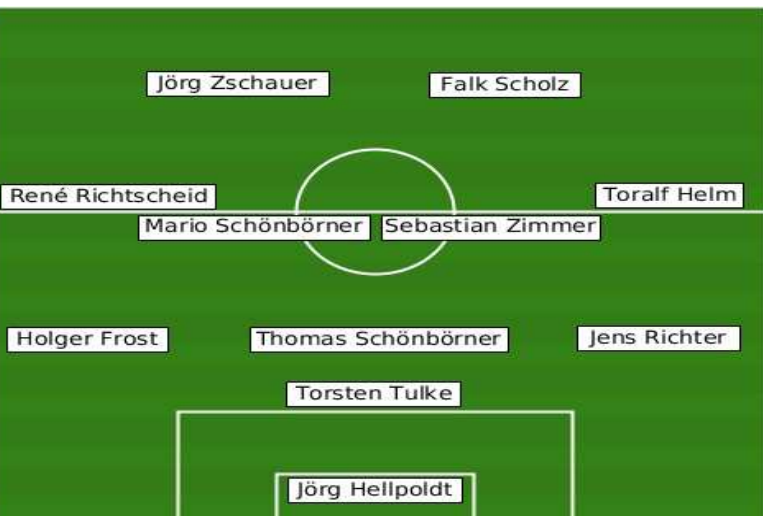 Jörg Zschauer
Falk Scholz
René Richtscheid
Toralf Helm
Mario Schönbörner
Sebastian Zimmer
Holger Frost
Thomas Schönbörner
Jens Richter
Torsten Tulke
Jörg Hellpoldt